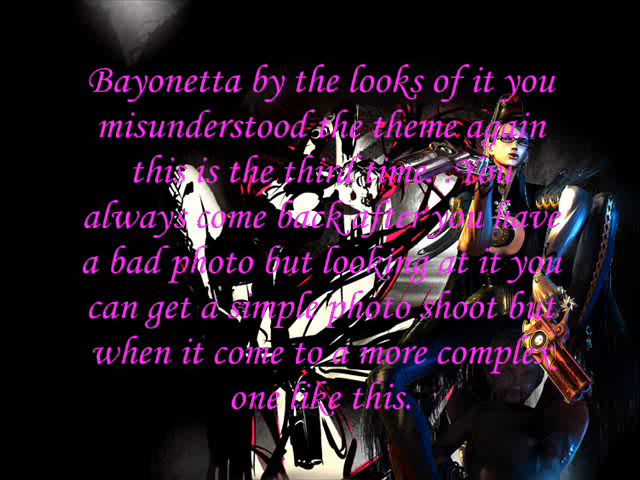 Bayonetta by the looks of it you
misunderstood the theme again
this is the third time. You
always come back after you have
a bad photo but looking at it you
can get a simple photo shoot but
when it come to a more complex
one like this.